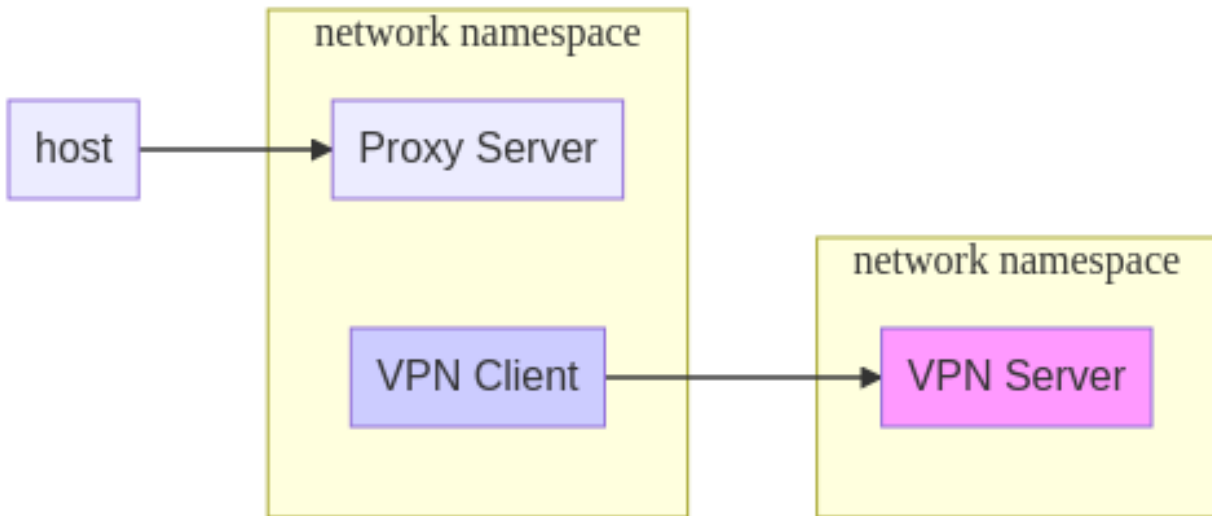 network namespace
host
Proxy Server
network namespace
VPN Client
VPN Server